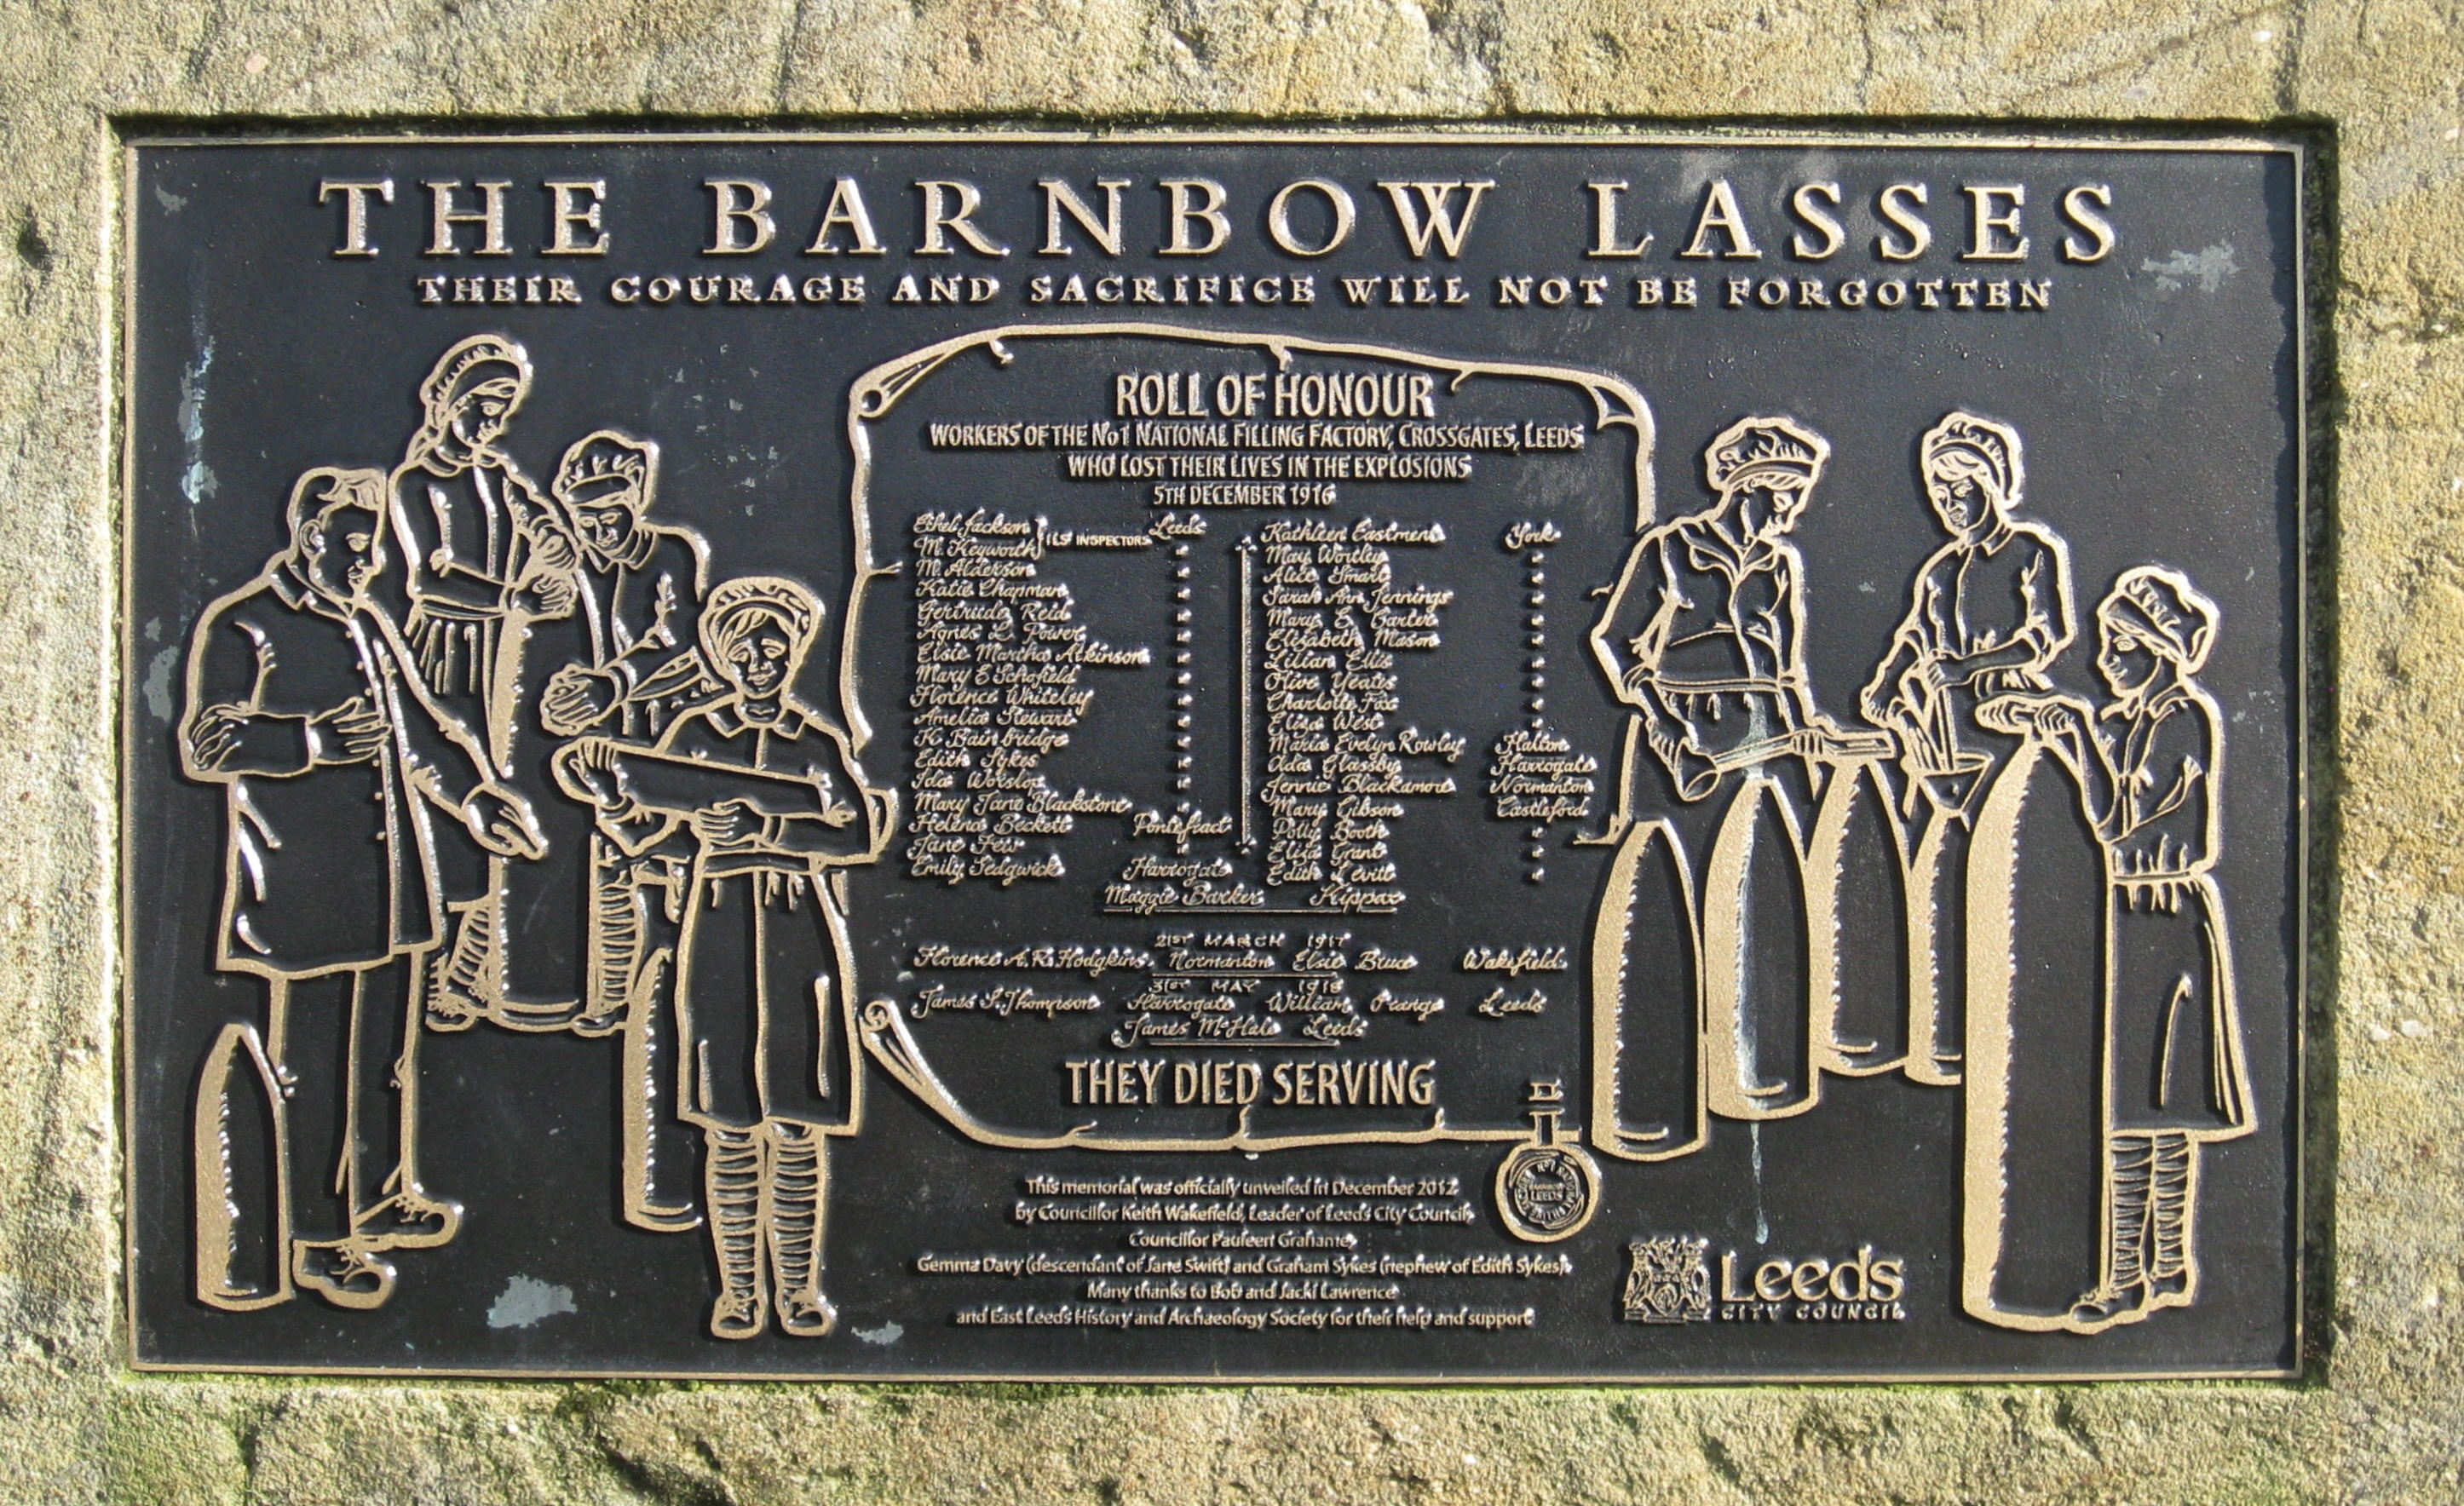 THE BARNBOW LASSES
THEIR COURAGE AND SACRIFICE WILL NOT BE FORGOTTEN
ROLL OF HONOUR
WORKERS OF THE No1 NATIONAL FILLING FACTORY, CROSSGATES, LEEDS
WHO LOST THEIR LIVES IN THE EXPLOSIONS
5TH DECEMBER 1916
Ethel Jackson
M. Keyworth
INSPECTORS Leeds
M. Alderson
Katie Chapman
Gertrude Reid
Agnes L. Power
Elsie Martha Atkinson
Mary E Schofield
Florence Whiteley
Amelia Stewart
K Bainbridge
Edith Sykes
Ida Worslop
Mary Jane Blackstone
Helena Beckett Pontefract
Jane Few
Emily Sedgwick Harrogate
Kathleen Eastment York
May Wortley
Alice Smart
Sarah Ann Jennings
Mary E Carter
Elizabeth Mason
Lilian Ellis
Olive Yeates
Charlotte Fox
Eliza West
Maria Evelyn Rowley Halton
Ada Glassby Harrogate
Jennie Blackamore Normanton
Mary Gibson Castleford
Polly Booth
Eliza Grant
Edith Levitt
Maggie Barker Kippax
21ST MARCH 1917
Florence A. R. Hodgkins. Normanton Elsie Bruce Wakefield.
31ST MAY 1918
James S. Thompson Harrogate William Orange Leeds
James McHale Leeds
THEY DIED SERVING
This memorial was officially unveiled in December 2012
by Councillor Keith Wakefield, Leader of Leeds City Council,
Councillor Pauleen Grahame,
Gemma Davy (descendant of Jane Swift) and Graham Sykes (nephew of Edith Sykes).
Many thanks to Bob and Jacki Lawrence
and East Leeds History and Archaeology Society for their help and support
LEEDS
Leeds
CITY COUNCIL